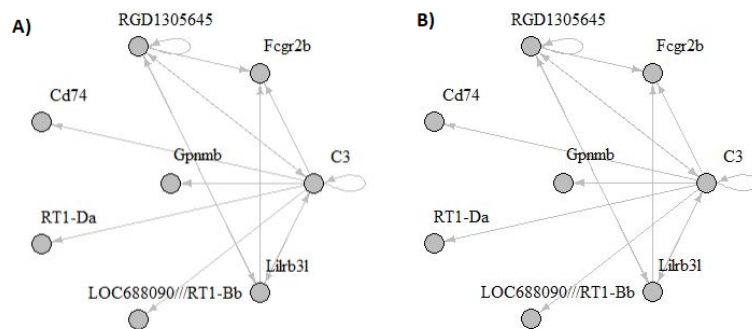 A)
RGD1305645
Fcgr2b
Cd74
Gpnmb
C3
RT1-Da
Lilrb3l
LOC688090///RT1-Bb
B)
RGD1305645
Fcgr2b
Cd74
Gpnmb
C3
RT1-Da
Lilrb3l
LOC688090///RT1-Bb